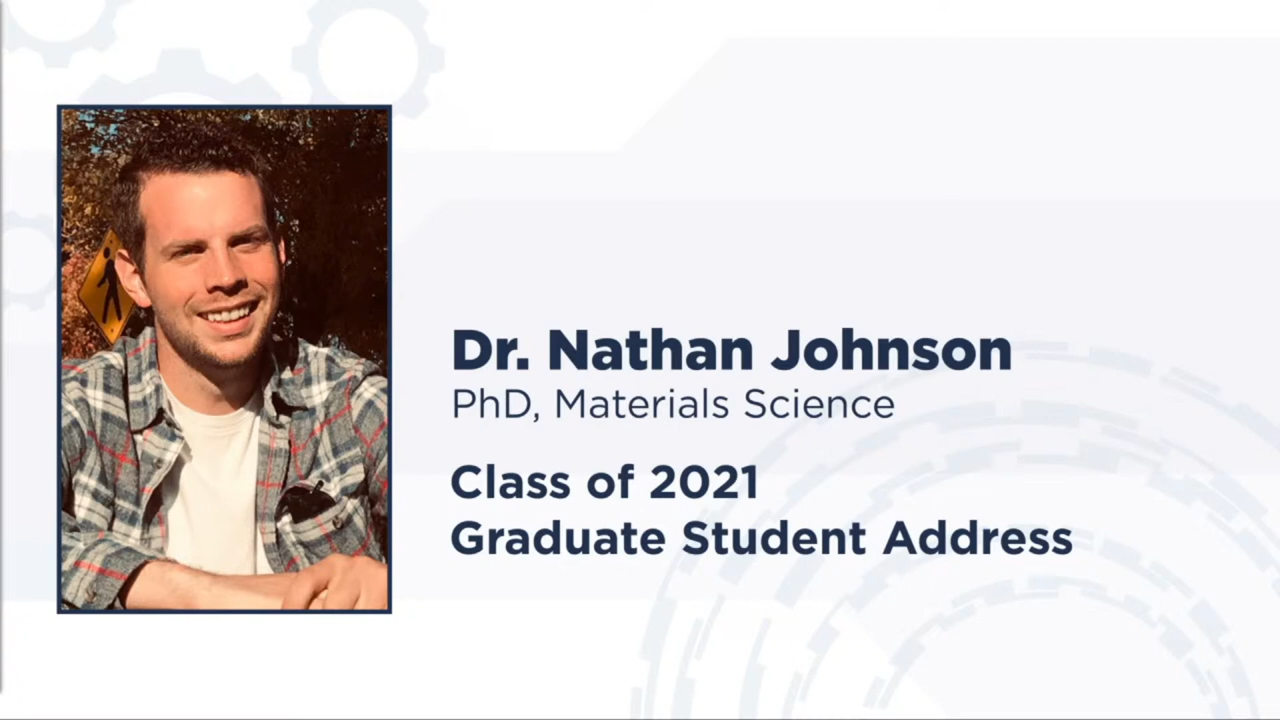 Dr. Nathan Johnson
PhD, Materials Science
Class of 2021
Graduate Student Address